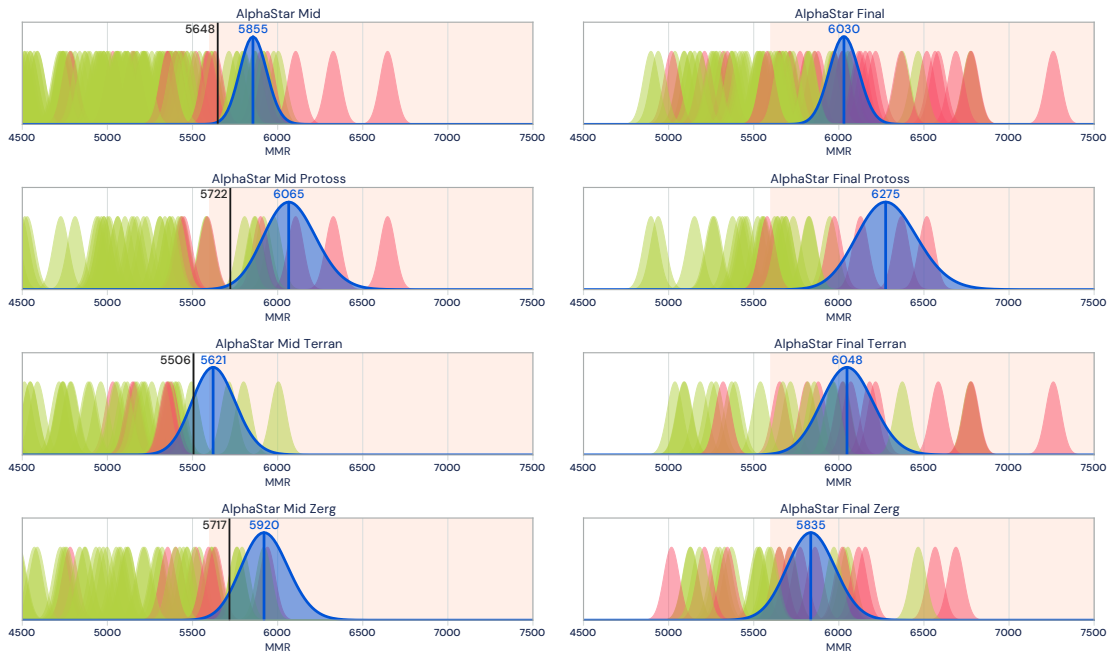 AlphaStar Mid
5648 5855
4500 5000 5500 6000 6500 7000 7500
MMR
AlphaStar Final
6030
4500 5000 5500 6000 6500 7000 7500
MMR
AlphaStar Mid Protoss
5722 6065
4500 5000 5500 6000 6500 7000 7500
MMR
AlphaStar Final Protoss
6275
4500 5000 5500 6000 6500 7000 7500
MMR
AlphaStar Mid Terran
5506 5621
4500 5000 5500 6000 6500 7000 7500
MMR
AlphaStar Final Terran
6048
4500 5000 5500 6000 6500 7000 7500
MMR
AlphaStar Mid Zerg
5717 5920
4500 5000 5500 6000 6500 7000 7500
MMR
AlphaStar Final Zerg
5835
4500 5000 5500 6000 6500 7000 7500
MMR